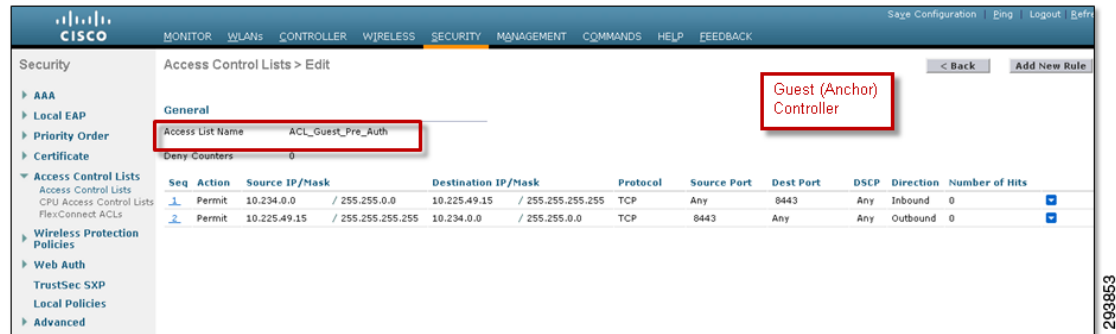 Save Configuration | Ping | Logout | Refre
CISCO
MONITOR WLANs CONTROLLER WIRELESS SECURITY MANAGEMENT COMMANDS HELP FEEDBACK
Security
AAA
Local EAP
Priority Order
Certificate
Access Control Lists
Access Control Lists
CPU Access Control Lists
FlexConnect ACLs
Wireless Protection
Policies
Web Auth
TrustSec SXP
Local Policies
Advanced
Access Control Lists > Edit
< Back Add New Rule
Guest (Anchor)
Controller
General
Access List Name ACL_Guest_Pre_Auth
Deny Counters 0
Seq Action Source IP/Mask Destination IP/Mask Protocol Source Port Dest Port DSCP Direction Number of Hits
1 Permit 10.234.0.0 / 255.255.0.0 10.225.49.15 / 255.255.255.255 TCP Any 8443 Any Inbound 0
2 Permit 10.225.49.15 / 255.255.255.255 10.234.0.0 / 255.255.0.0 TCP 8443 Any Any Outbound 0
293853